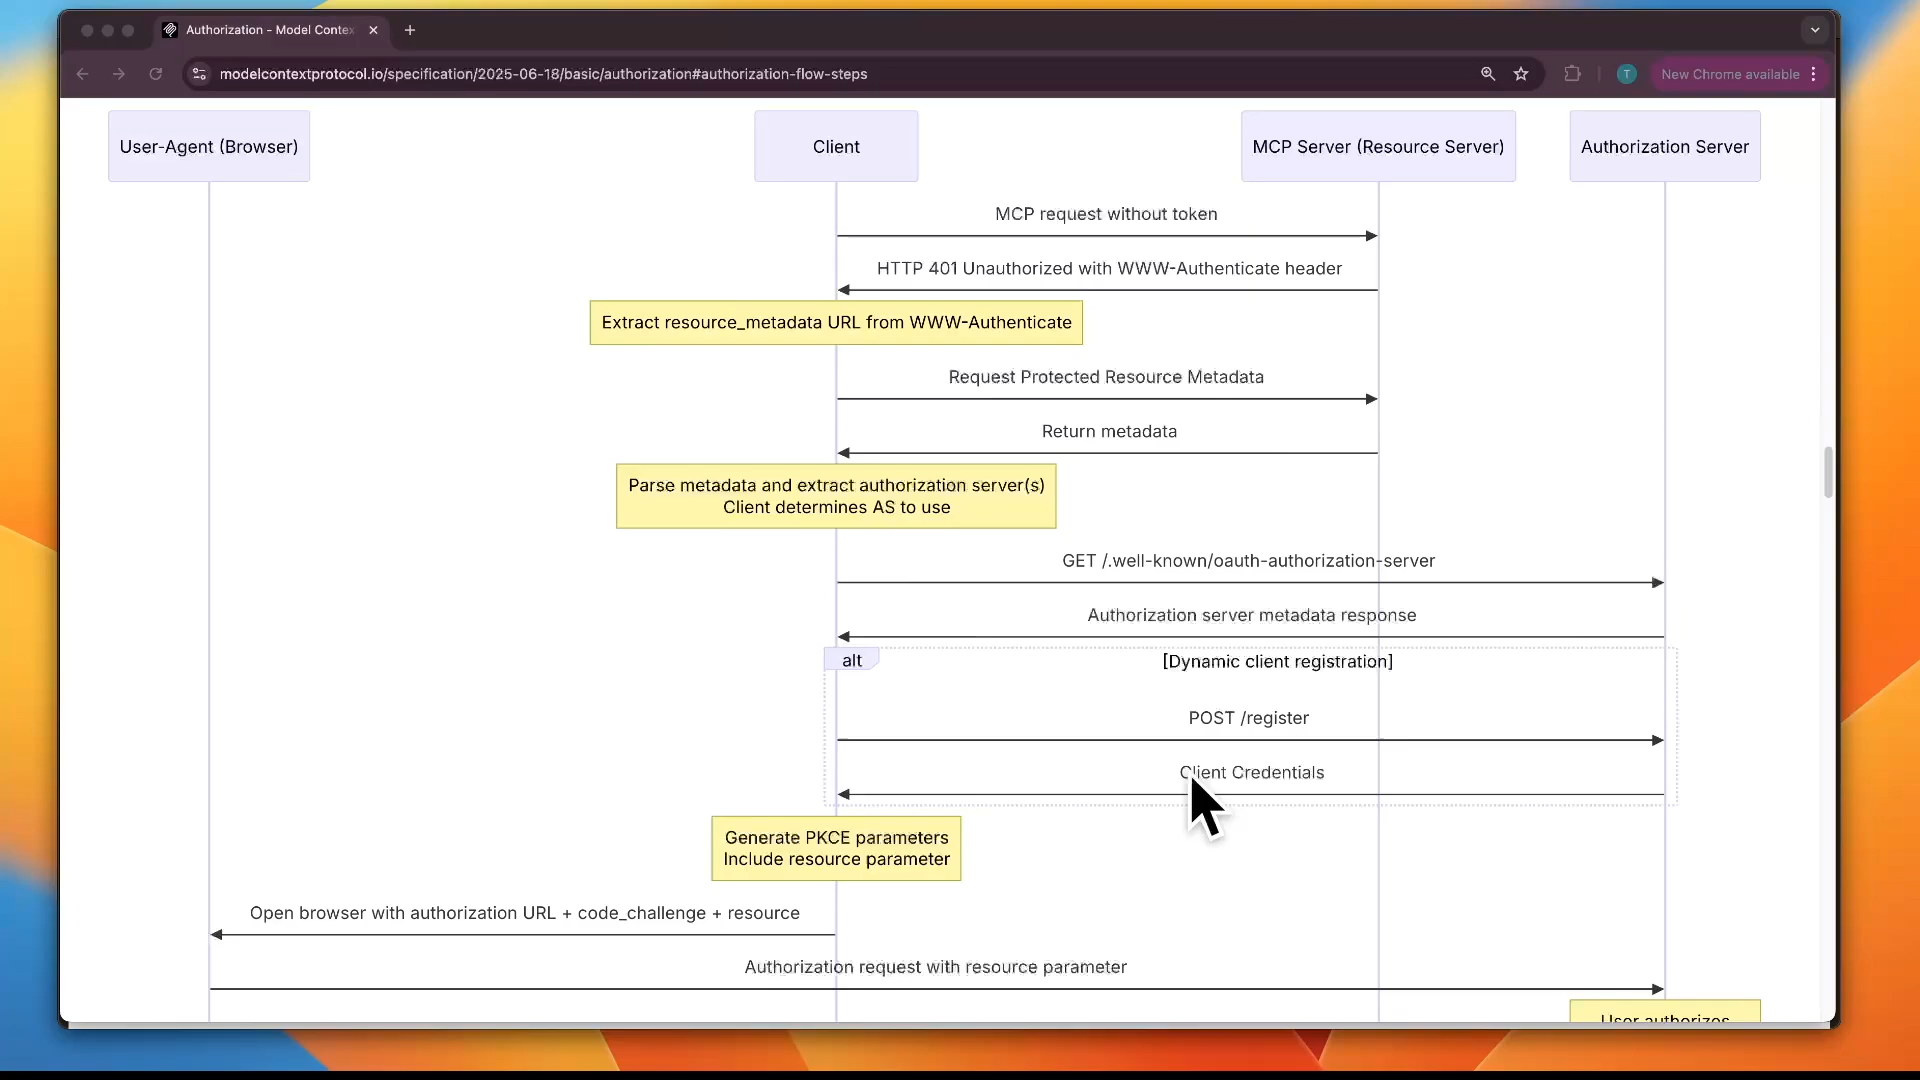 Authorization - Model Contex
modelcontextprotocol.io/specification/2025-06-18/basic/authorization#authorization-flow-steps
T
New Chrome available
User-Agent (Browser)
Client
MCP Server (Resource Server)
Authorization Server
MCP request without token
HTTP 401 Unauthorized with WWW-Authenticate header
Extract resource_metadata URL from WWW-Authenticate
Request Protected Resource Metadata
Return metadata
Parse metadata and extract authorization server(s)
Client determines AS to use
GET /.well-known/oauth-authorization-server
Authorization server metadata response
alt
[Dynamic client registration]
POST /register
Client Credentials
Generate PKCE parameters
Include resource parameter
Open browser with authorization URL + code_challenge + resource
Authorization request with resource parameter
User authorizes